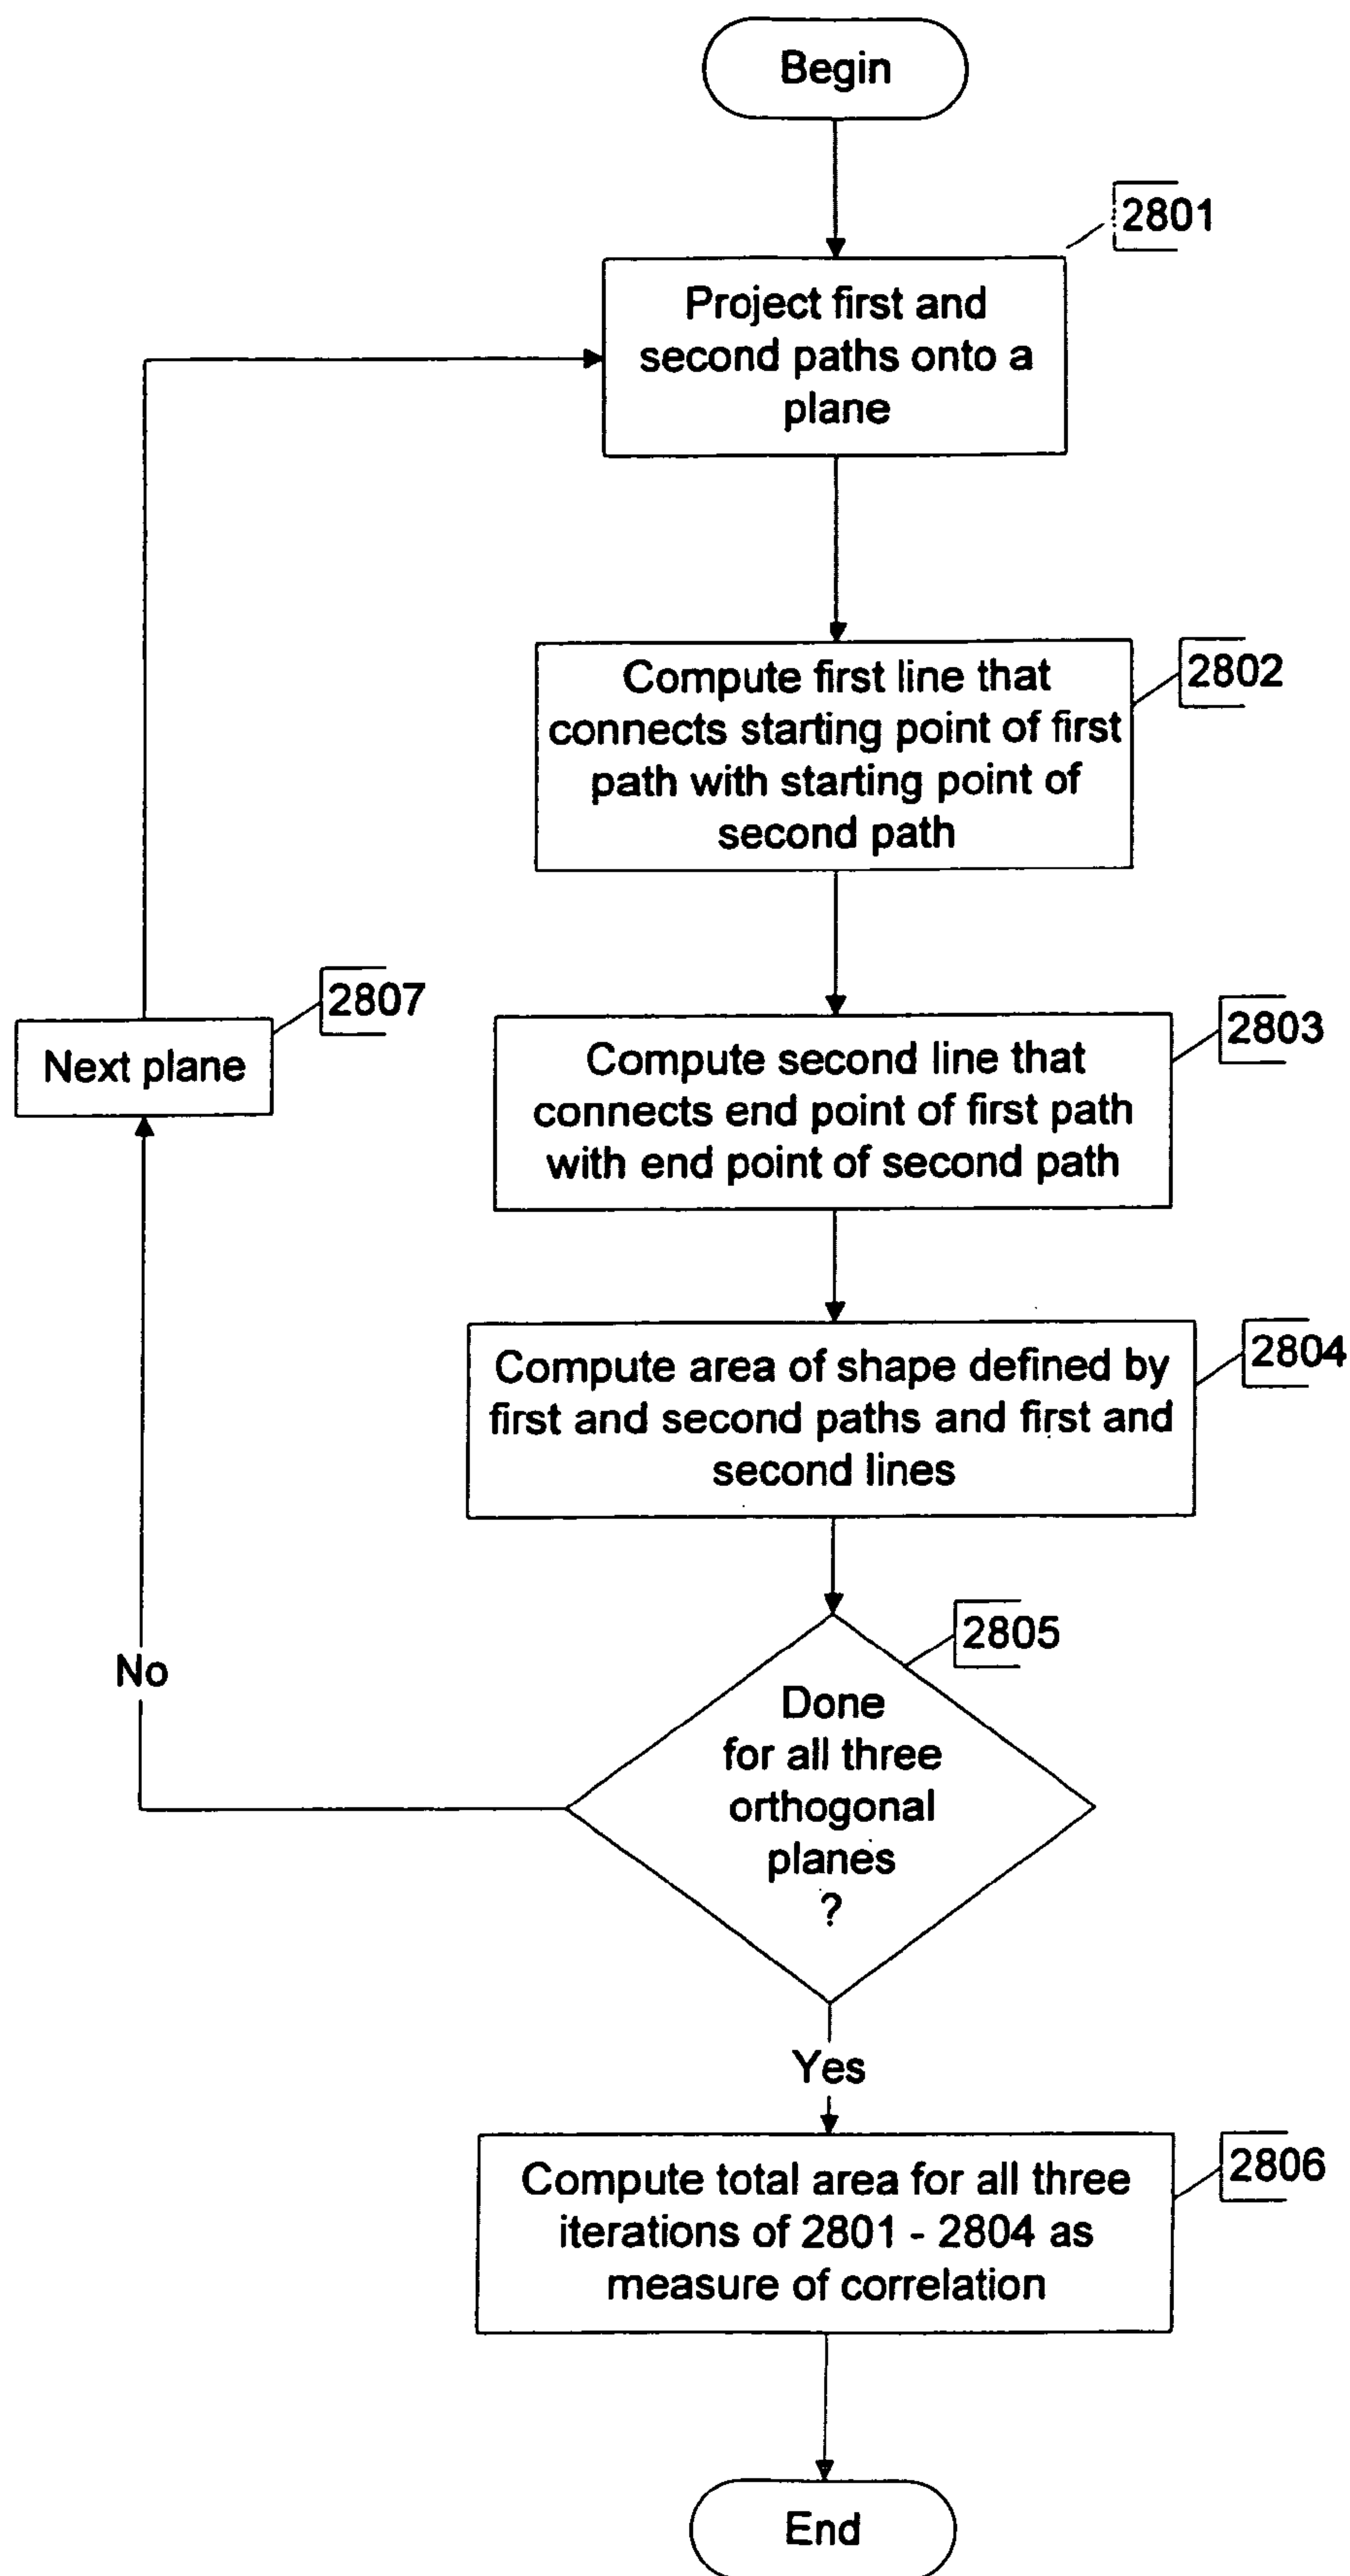 Begin
2801
Project first and
second paths onto a
plane
2802
Compute first line that
connects starting point of first
path with starting point of
second path
2807
Next plane
2803
Compute second line that
connects end point of first path
with end point of second path
2804
Compute area of shape defined by
first and second paths and first and
second lines
2805
Done
for all three
orthogonal
planes
?
No
Yes
2806
Compute total area for all three
iterations of 2801 - 2804 as
measure of correlation
End